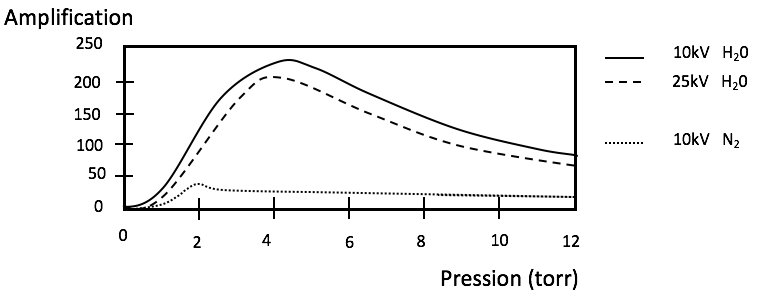 Amplification
250
200
150
100
50
0
0 2 4 6 8 10 12
Pression (torr)
10kV H₂0
25kV H₂0
10kV N₂